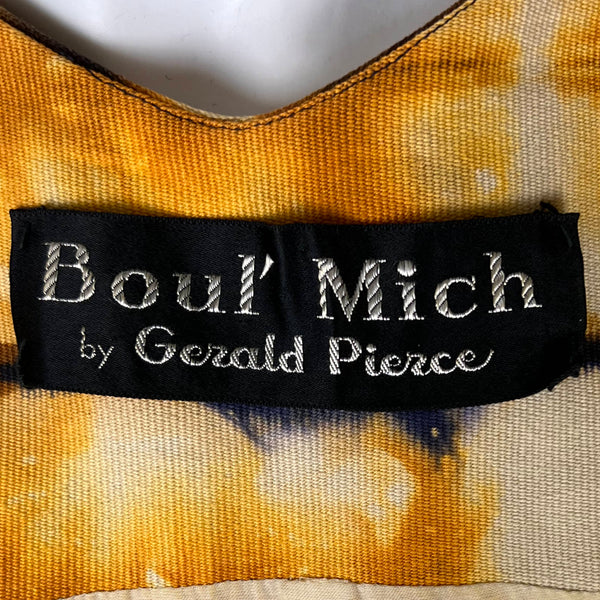 Boul' Mich
by Gerald Pierce